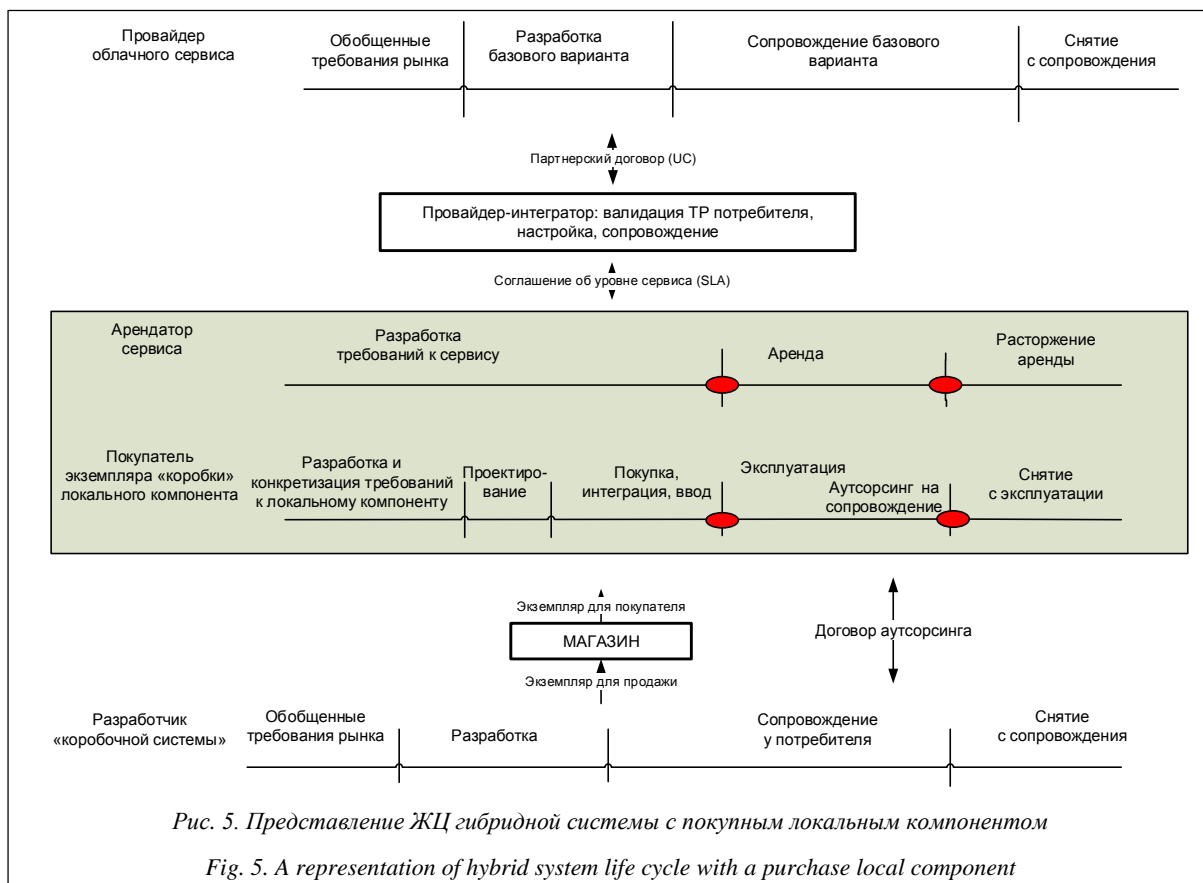 Провайдер
облачного сервиса
Обобщенные
требования рынка
Разработка
базового варианта
Сопровождение базового
варианта
Снятие
с сопровождения
Партнерский договор (UC)
Провайдер-интегратор: валидация ТР потребителя,
настройка, сопровождение
Соглашение об уровне сервиса (SLA)
Арендатор
сервиса
Разработка
требований к сервису
Аренда
Расторжение
аренды
Покупатель
экземпляра «коробки»
локального компонента
Разработка и
конкретизация требований
к локальному компоненту
Проектиро-
вание
Покупка,
интеграция, ввод
Эксплуатация
Аутсорсинг на
сопровождение
Снятие
с эксплуатации
Экземпляр для покупателя
МАГАЗИН
Экземпляр для продажи
Договор аутсорсинга
Разработчик
«коробочной системы»
Обобщенные
требования рынка
Разработка
Сопровождение
у потребителя
Снятие
с сопровождения
Рис. 5. Представление ЖЦ гибридной системы с покупным локальным компонентом
Fig. 5. A representation of hybrid system life cycle with a purchase local component